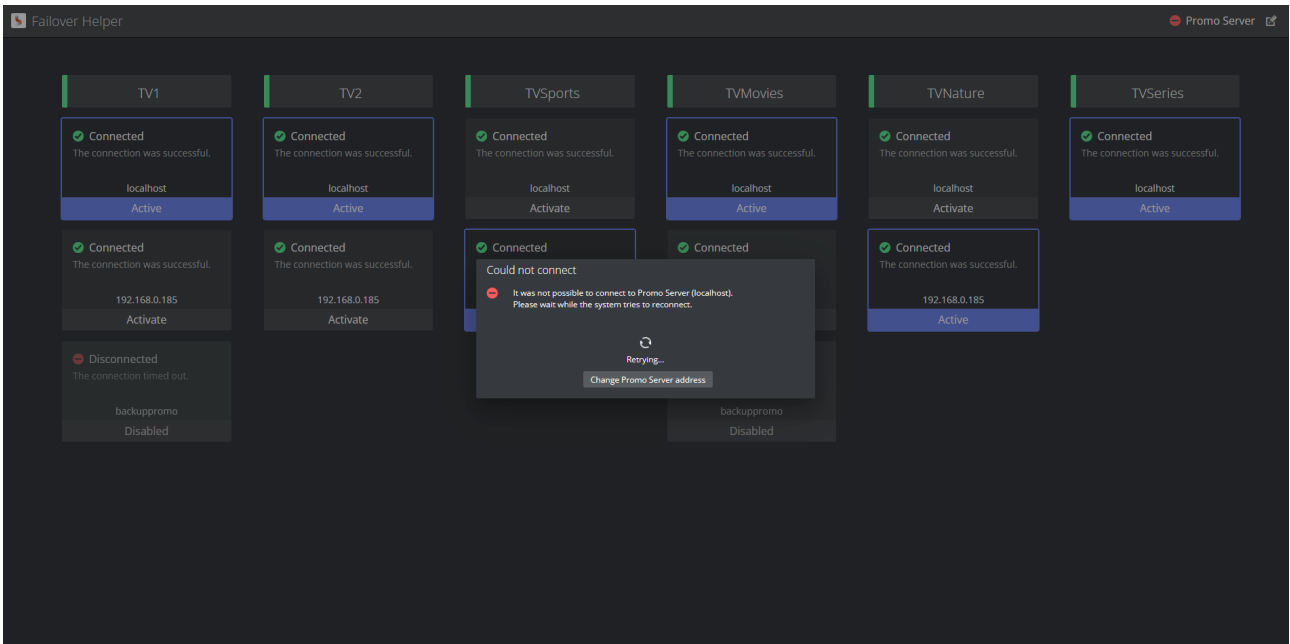 Failover Helper
Promo Server
TV1
TV2
TVSports
TVMovies
TVNature
TVSeries
Connected
The connection was successful.
localhost
Active
Connected
The connection was successful.
localhost
Active
Connected
The connection was successful.
localhost
Activate
Connected
The connection was successful.
localhost
Active
Connected
The connection was successful.
localhost
Activate
Connected
The connection was successful.
localhost
Active
Connected
The connection was successful.
192.168.0.185
Activate
Connected
The connection was successful.
192.168.0.185
Activate
Connected
Connected
Connected
The connection was successful.
192.168.0.185
Active
Could not connect
It was not possible to connect to Promo Server (localhost).
Please wait while the system tries to reconnect.
Retrying...
Change Promo Server address
Disconnected
The connection timed out.
backuppromo
Disabled
backuppromo
Disabled